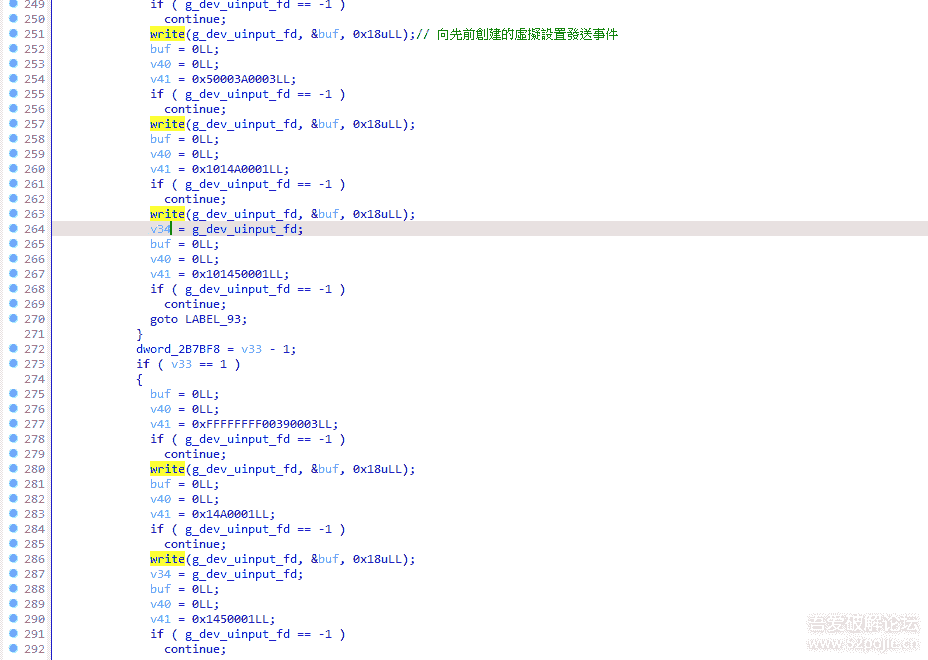 249 if ( g_dev_uinput_fd == -1 )
250 continue;
251 write(g_dev_uinput_fd, &buf, 0x18uLL);// 向先前創建的虛擬設置發送事件
252 buf = 0LL;
253 v40 = 0LL;
254 v41 = 0x50003A0003LL;
255 if ( g_dev_uinput_fd == -1 )
256 continue;
257 write(g_dev_uinput_fd, &buf, 0x18uLL);
258 buf = 0LL;
259 v40 = 0LL;
260 v41 = 0x1014A0001LL;
261 if ( g_dev_uinput_fd == -1 )
262 continue;
263 write(g_dev_uinput_fd, &buf, 0x18uLL);
264 v34 = g_dev_uinput_fd;
265 buf = 0LL;
266 v40 = 0LL;
267 v41 = 0x101450001LL;
268 if ( g_dev_uinput_fd == -1 )
269 continue;
270 goto LABEL_93;
271 }
272 dword_2B7BF8 = v33 - 1;
273 if ( v33 == 1 )
274 {
275 buf = 0LL;
276 v40 = 0LL;
277 v41 = 0xFFFFFFFF00390003LL;
278 if ( g_dev_uinput_fd == -1 )
279 continue;
280 write(g_dev_uinput_fd, &buf, 0x18uLL);
281 buf = 0LL;
282 v40 = 0LL;
283 v41 = 0x14A0001LL;
284 if ( g_dev_uinput_fd == -1 )
285 continue;
286 write(g_dev_uinput_fd, &buf, 0x18uLL);
287 v34 = g_dev_uinput_fd;
288 buf = 0LL;
289 v40 = 0LL;
290 v41 = 0x1450001LL;
291 if ( g_dev_uinput_fd == -1 )
292 continue;
吾爱破解论坛
www.52pojie.cn